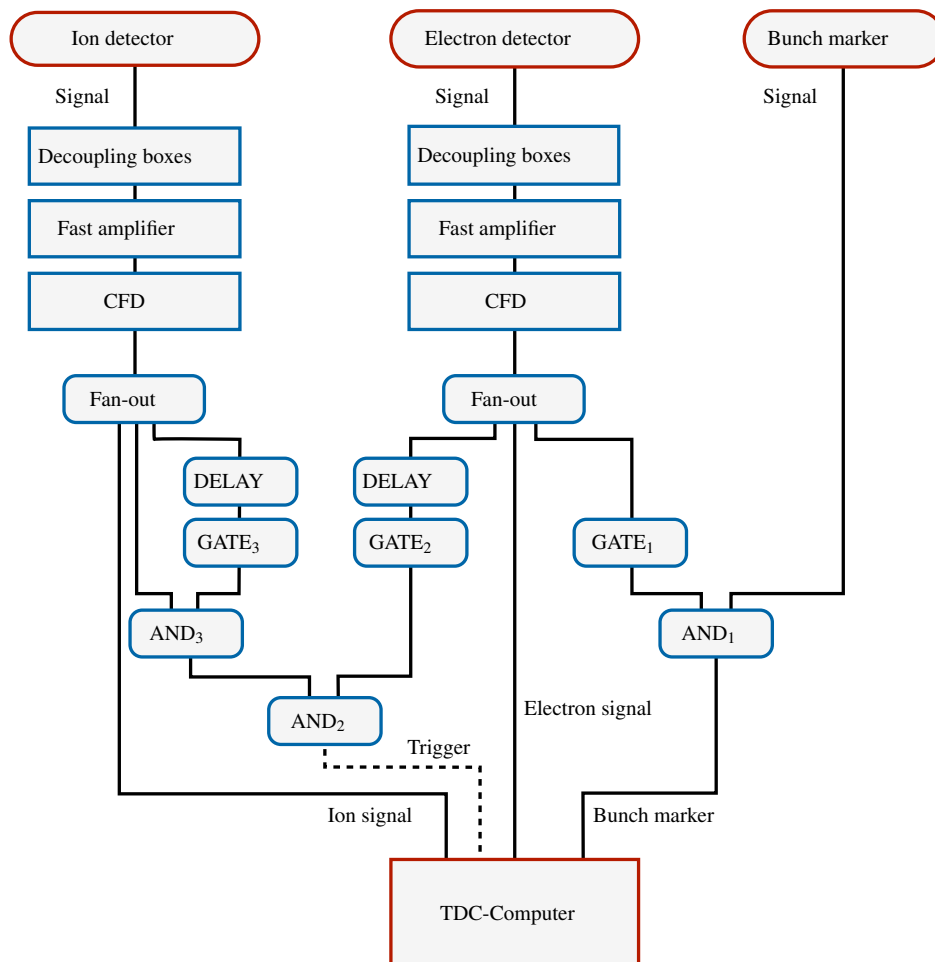 Ion detector
Electron detector
Bunch marker
Signal
Signal
Signal
Decoupling boxes
Decoupling boxes
Fast amplifier
Fast amplifier
CFD
CFD
Fan-out
Fan-out
DELAY
DELAY
GATE₃
GATE₂
GATE₁
AND₃
AND₁
AND₂
Electron signal
Trigger
Ion signal
Bunch marker
TDC-Computer